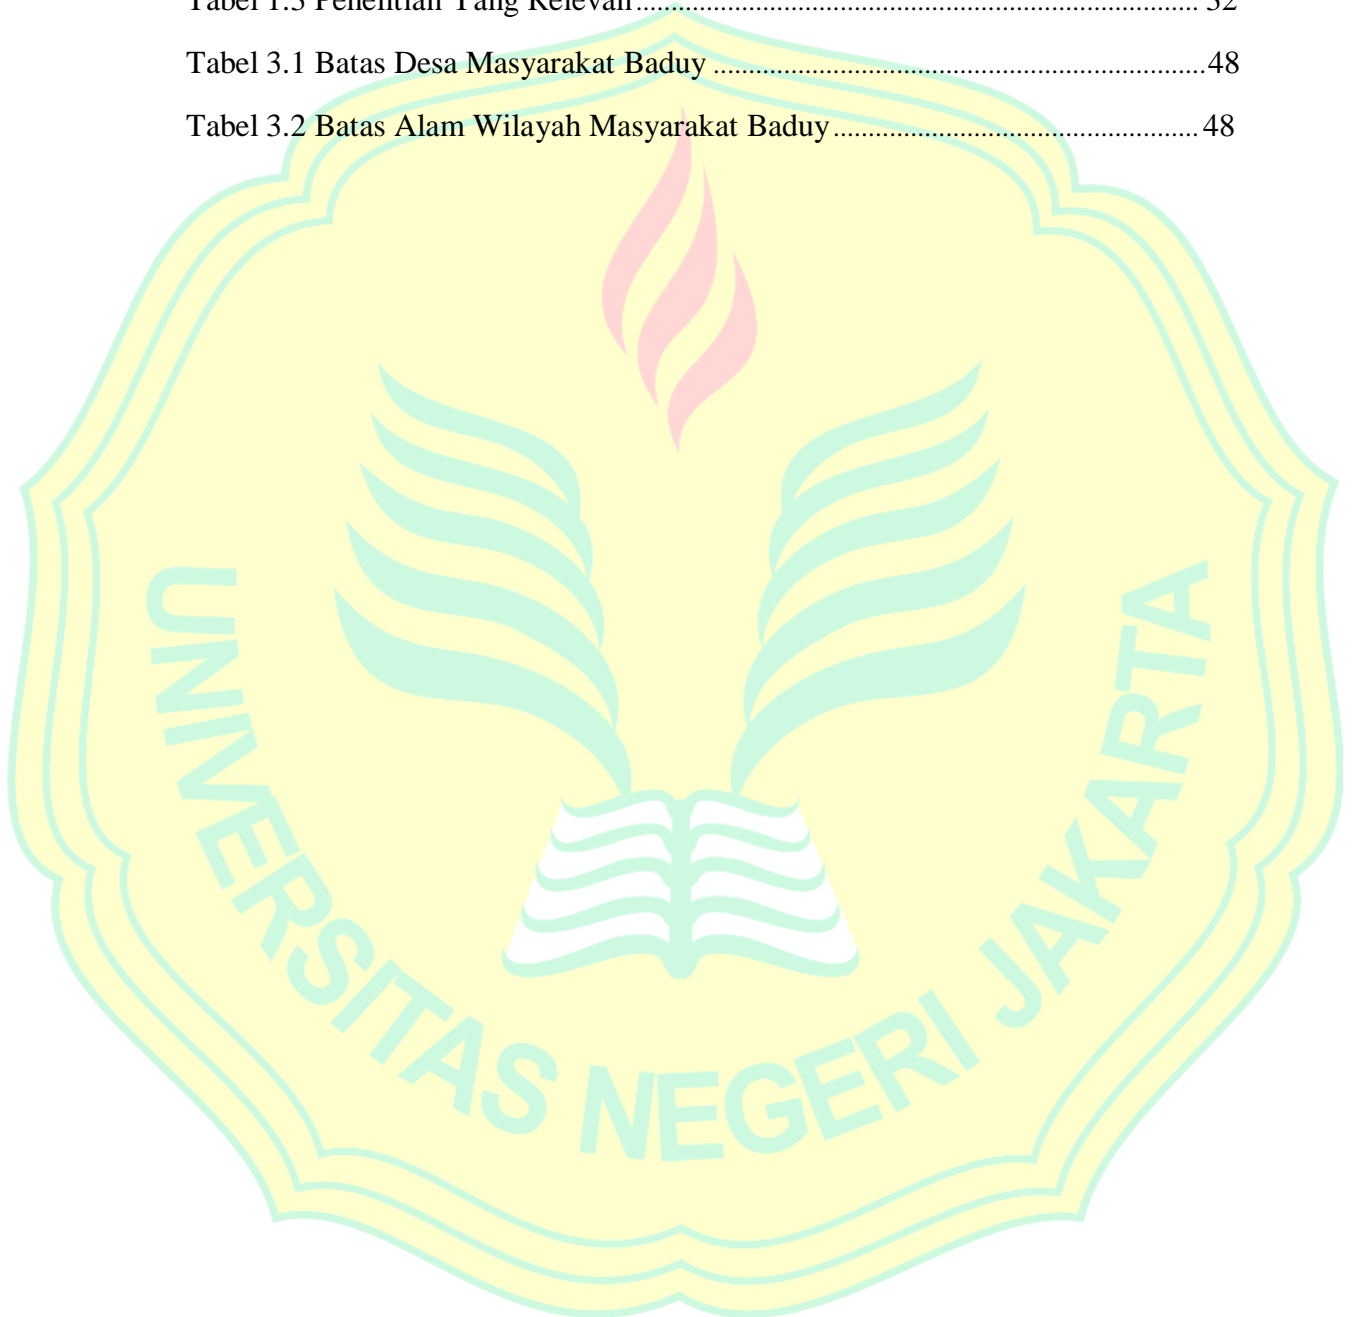 Tabel 1.3 Penelitian Yang Relevan.................................................................................. 32
Tabel 3.1 Batas Desa Masyarakat Baduy ......................................................................48
Tabel 3.2 Batas Alam Wilayah Masyarakat Baduy....................................................48
UNIVERSITAS NEGERI JAKARTA